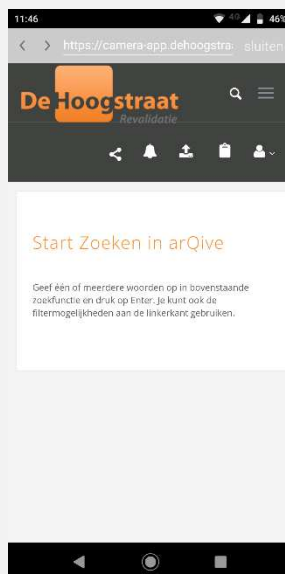 11:46
4G
46%
https://camera-app.dehoogstra
sluiten
De Hoogstraat
Revalidatie
Start Zoeken in arQive
Geef één of meerdere woorden op in bovenstaande
zoekfunctie en druk op Enter. Je kunt ook de
filtermogelijkheden aan de linkerkant gebruiken.